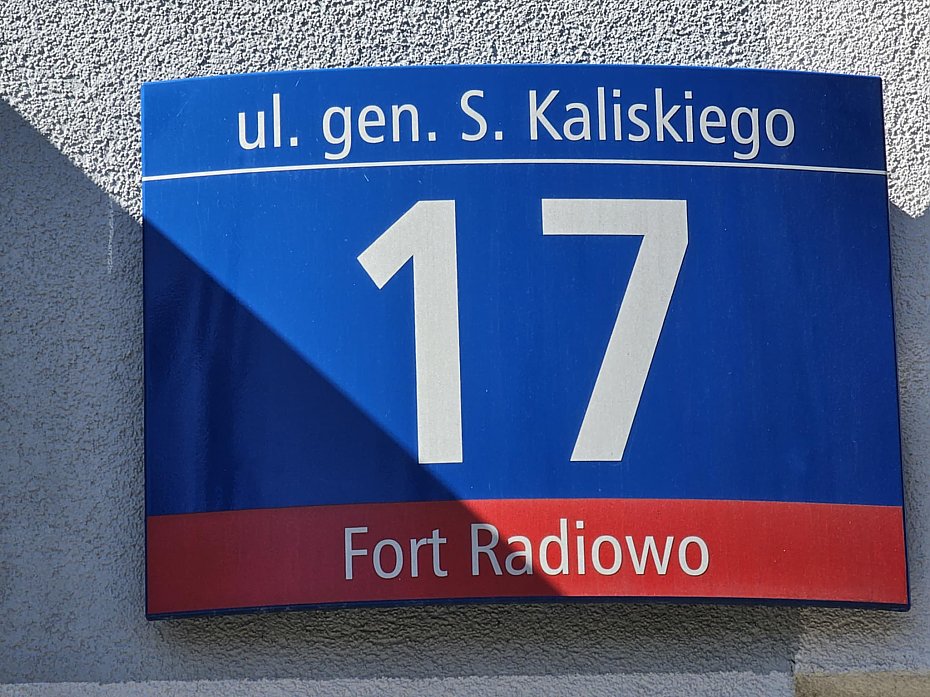 ul. gen. S. Kaliskiego
17
Fort Radiowo